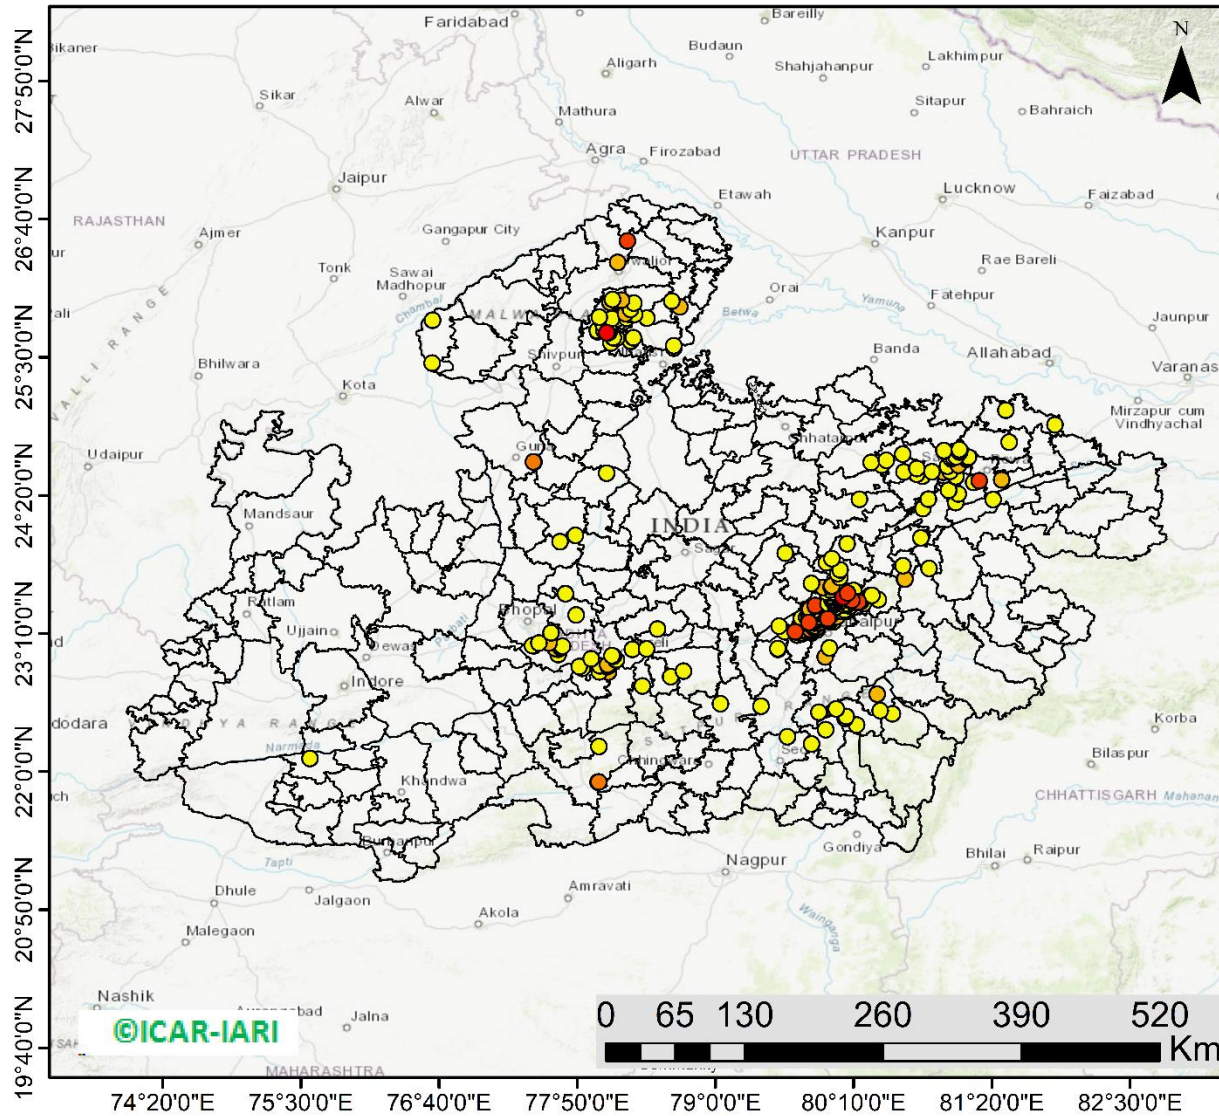 N
Faridabad
Bareilly
Bikaner
Budaun
Lakhimpur
Aligarh
Shahjahanpur
27°50'0"N
Sikar
Alwar
Mathura
Sitapur
Bahraich
Agra
Firozabad
UTTAR PRADESH
Jaipur
Etawah
Lucknow
Faizabad
26°40'0"N
RAJASTHAN
Ajmer
Gangapur City
Kanpur
Tonk
Sawai
Madhopur
Rae Bareli
Orai
Yamuna
Fatehpur
Chambal
Betwa
Jaunpur
25°30'0"N
Bhilwara
Shivpuri
Banda
Allahabad
Varanas
Kota
Mirzapur cum
Vindhyachal
Udaipur
24°20'0"N
Mandsaur
INDIA
Ratlam
Bhopal
23°10'0"N
Ujjain
Dewas
Parbati
Indore
dodara
Korba
Narmada
22°0'0"N
Khandwa
Chhindwara
Bilaspur
CHHATTISGARH
Mahanan
Burhanpur
Gondiya
Tapti
Nagpur
Bhilai
Raipur
20°50'0"N
Dhule
Jalgaon
Amravati
Akola
Wainganga
Malegaon
Nashik
Jalna
©ICAR-IARI
0 65 130 260 390 520
Km
19°40'0"N
MAHARASHTRA
74°20'0"E 75°30'0"E 76°40'0"E 77°50'0"E 79°0'0"E 80°10'0"E 81°20'0"E 82°30'0"E